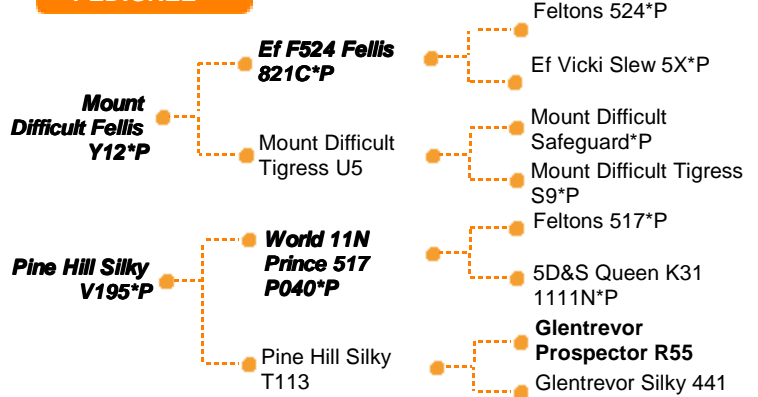 Feltons 524*P
Ef F524 Fellis
821C*P
Ef Vicki Slew 5X*P
Mount
Difficult Fellis
Y12*P
Mount Difficult
Safeguard*P
Mount Difficult
Tigress U5
Mount Difficult Tigress
S9*P
Feltons 517*P
World 11N
Prince 517
P040*P
Pine Hill Silky
V195*P
5D&S Queen K31
1111N*P
Glentrevor
Prospector R55
Pine Hill Silky
T113
Glentrevor Silky 441